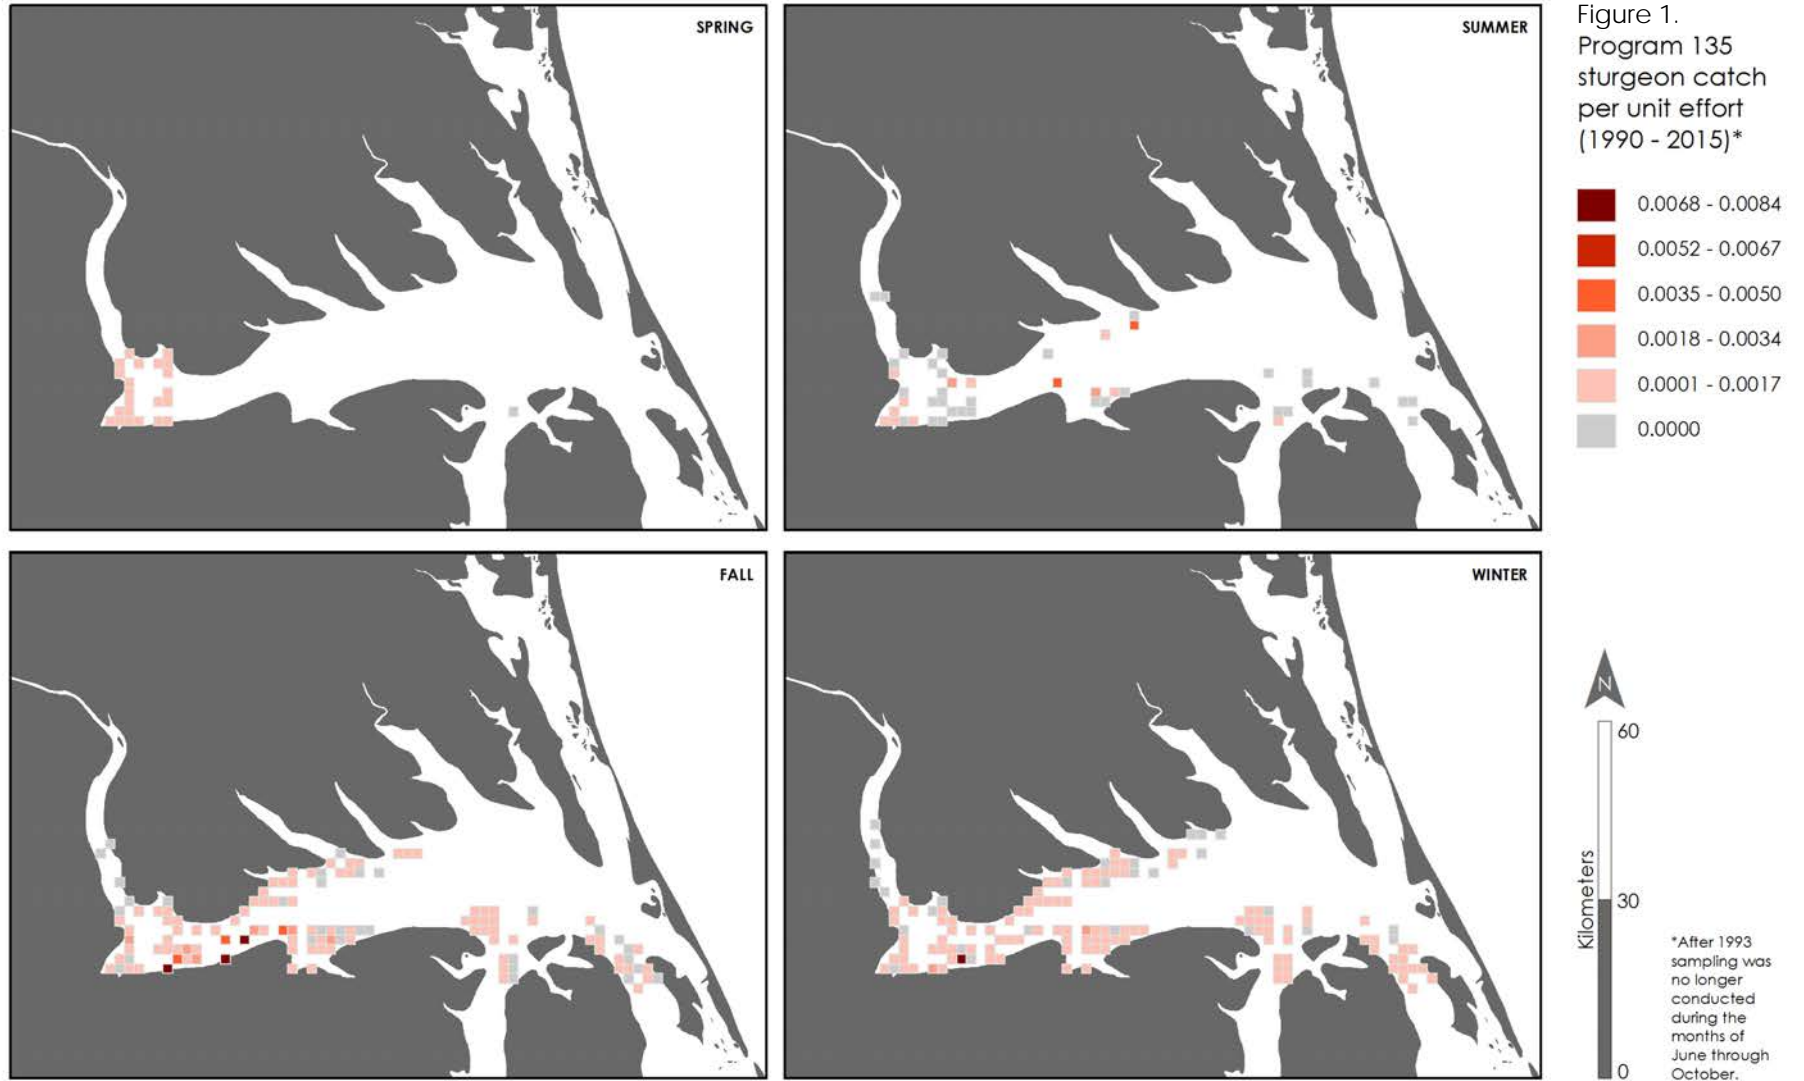 SPRING
SUMMER
Figure 1.
Program 135
sturgeon catch
per unit effort
(1990 - 2015)*
0.0068 - 0.0084
0.0052 - 0.0067
0.0035 - 0.0050
0.0018 - 0.0034
0.0001 - 0.0017
0.0000
FALL
WINTER
N
60
30
0
Kilometers
*After 1993
sampling was
no longer
conducted
during the
months of
June through
October.